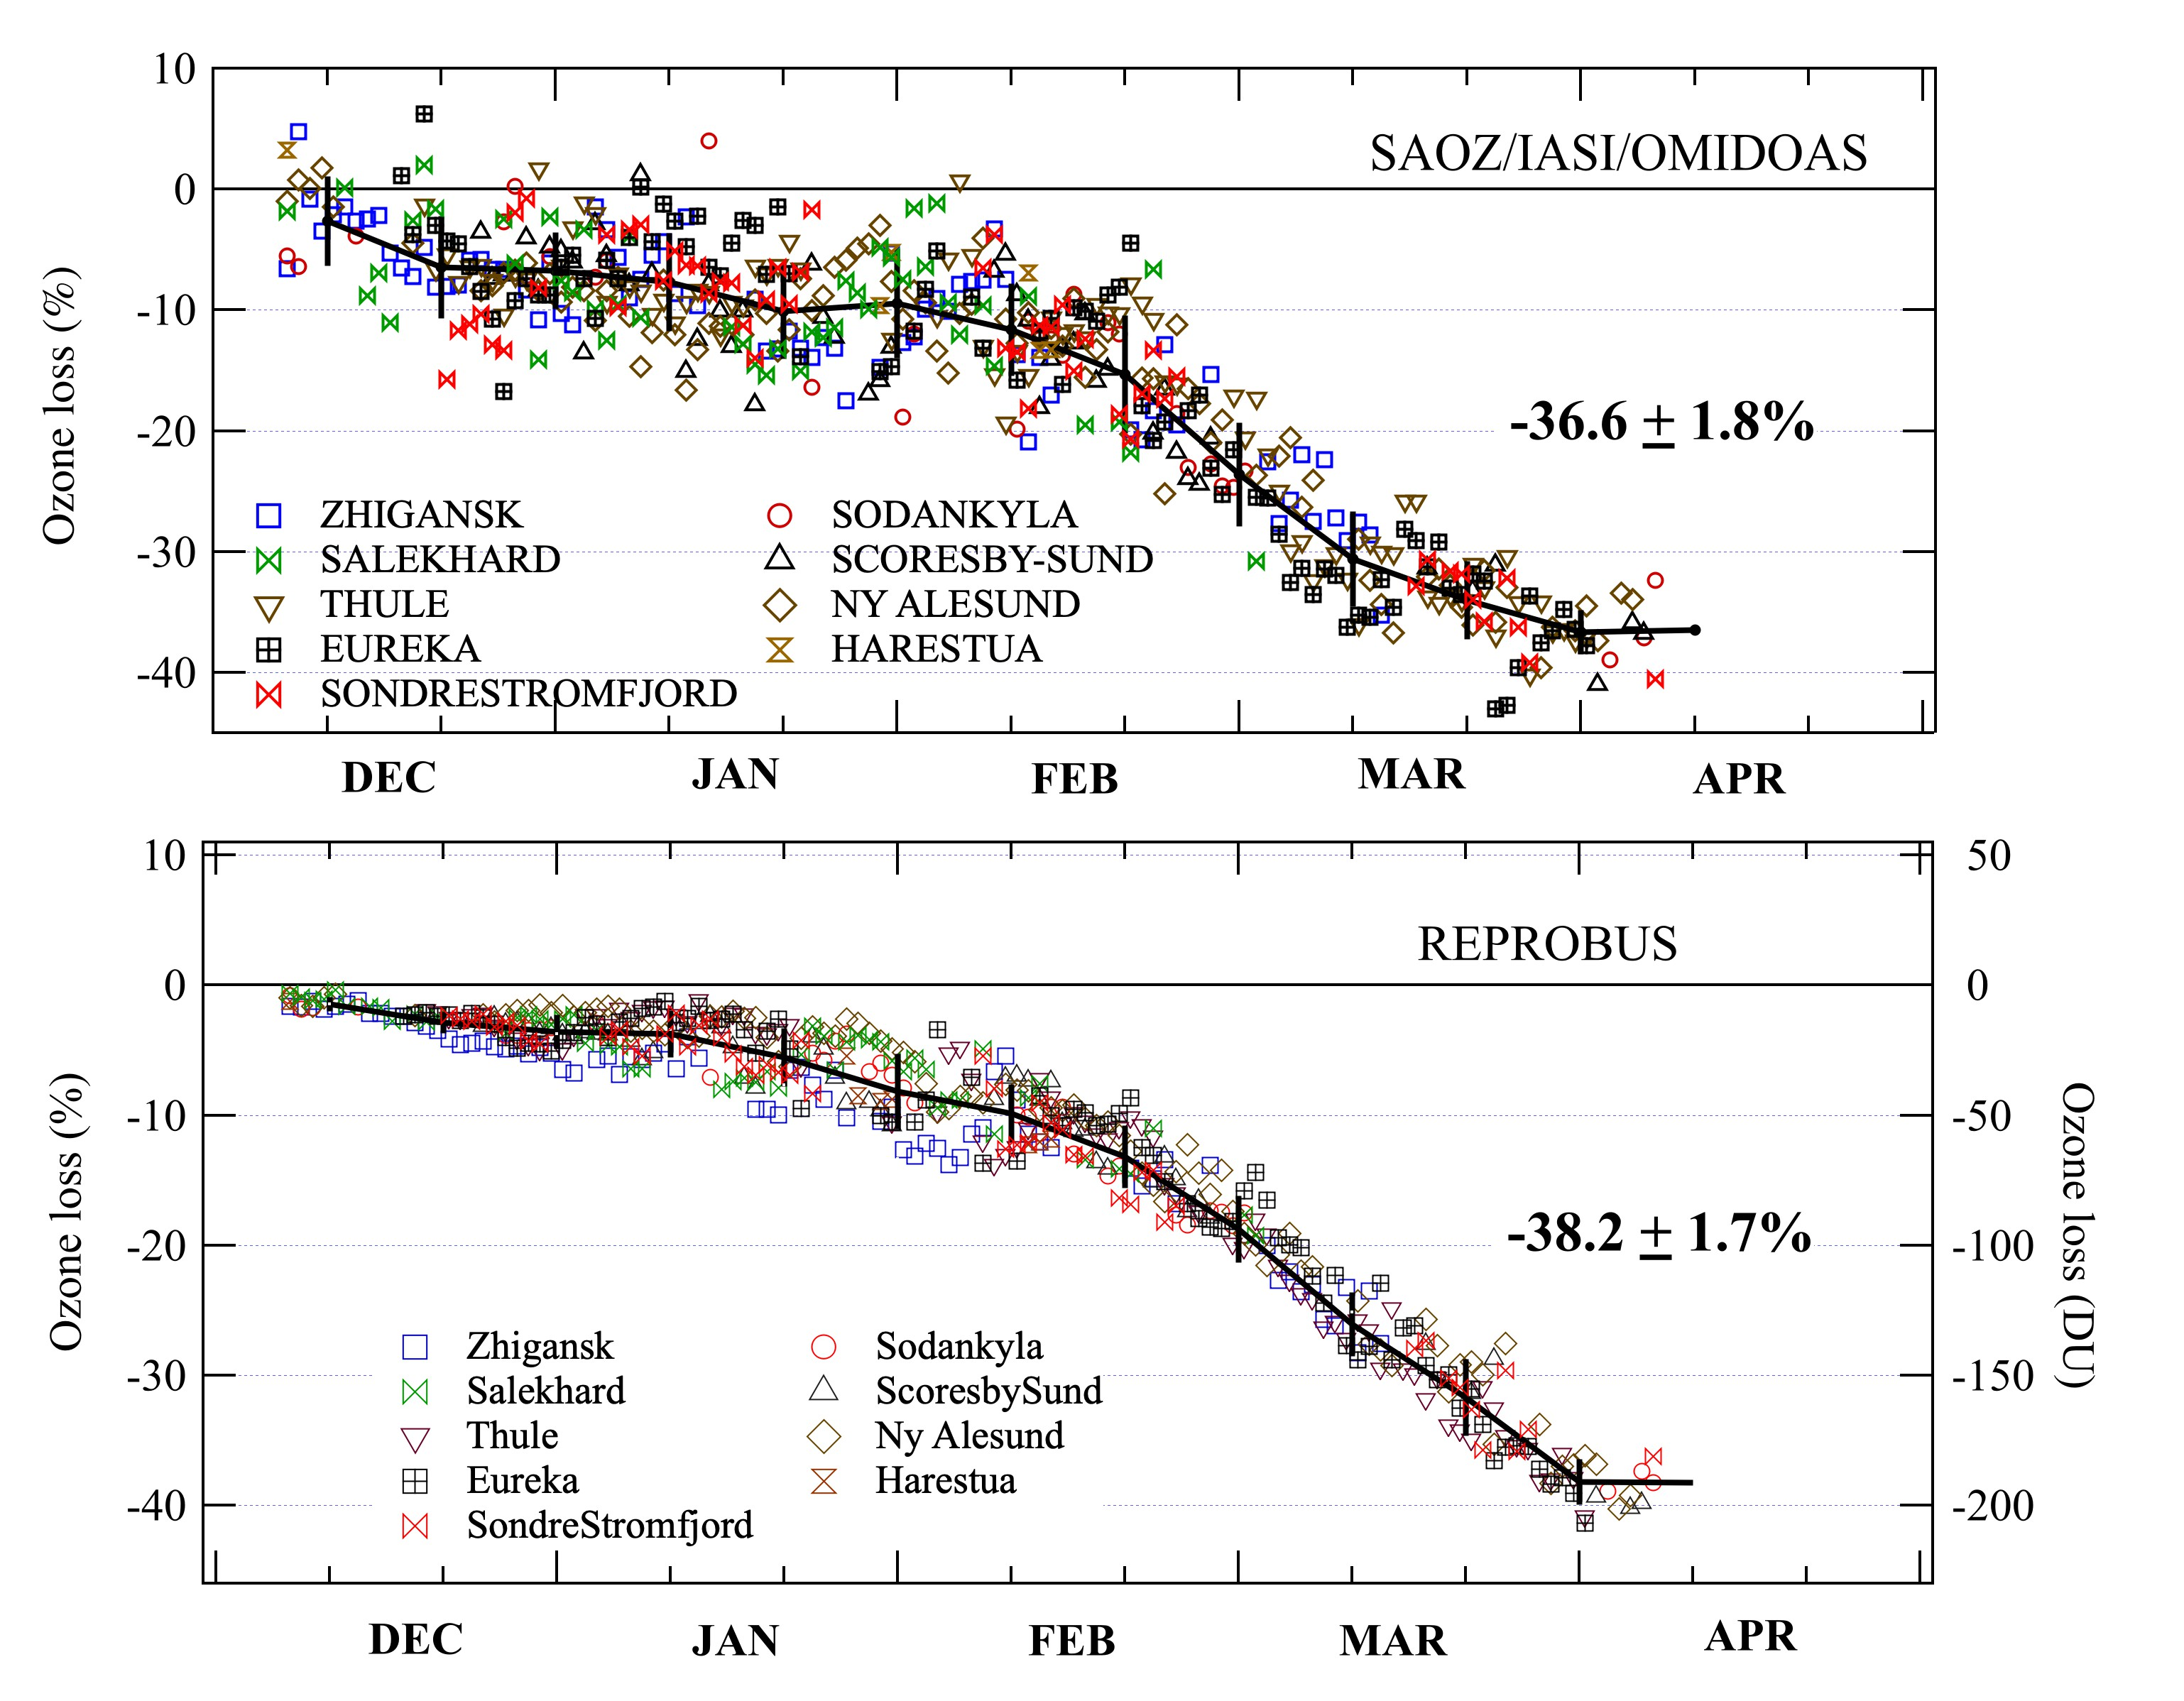 10
0
-10
-20
-30
-40
Ozone loss (%)
SAOZ/IASI/OMIDOAS
-36.6 ± 1.8%
ZHIGANSK
SALEKHARD
THULE
EUREKA
SONDRESTROMFJORD
SODANKYLA
SCORESBY-SUND
NY ALESUND
HARESTUA
DEC JAN FEB MAR APR
10
0
-10
-20
-30
-40
Ozone loss (%)
REPROBUS
-38.2 ± 1.7%
Zhigansk
Salekhard
Thule
Eureka
SondreStromfjord
Sodankyla
ScoresbySund
Ny Alesund
Harestua
50
0
-50
-100
-150
-200
Ozone loss (DU)
DEC JAN FEB MAR APR